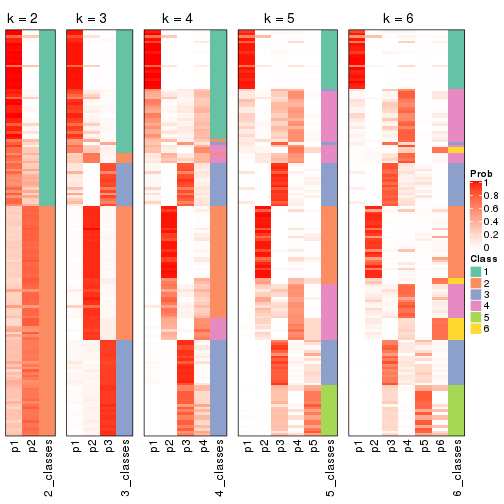 k = 2
k = 3
k = 4
k = 5
k = 6
Prob
1
0.8
0.6
0.4
0.2
0
Class
1
2
3
4
5
6
p1
p2
2_classes
p1
p2
p3
3_classes
p1
p2
p3
p4
4_classes
p1
p2
p3
p4
p5
5_classes
p1
p2
p3
p4
p5
p6
6_classes